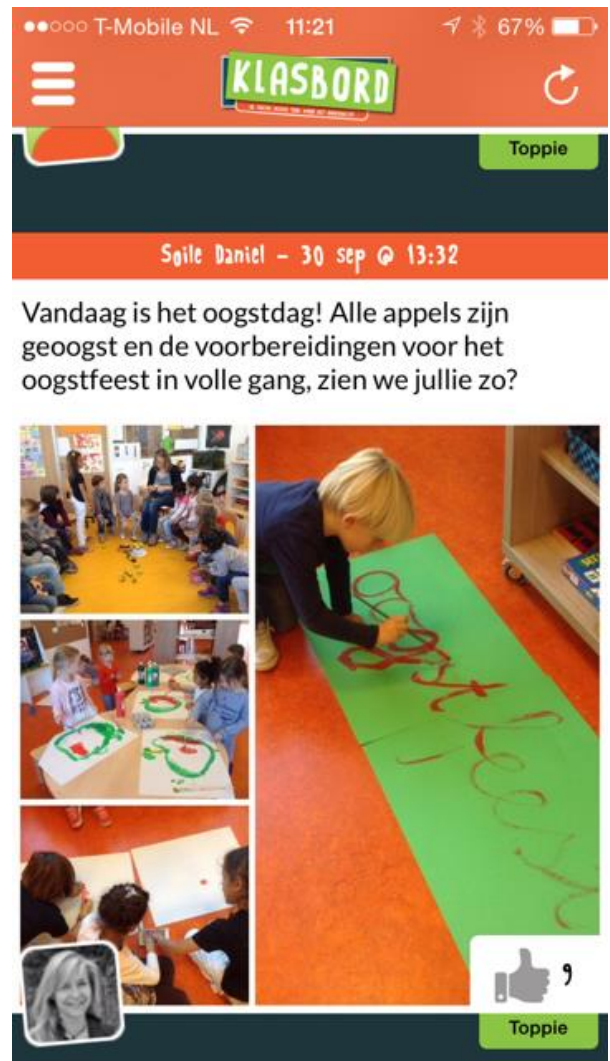 T-Mobile NL 11:21 67%
KLASBORD
Toppie
Soile Daniel - 30 sep @ 13:32
Vandaag is het oogstdag! Alle appels zijn
geoogst en de voorbereidingen voor het
oogstfeest in volle gang, zien we jullie zo?
oogstfeest
9
Toppie